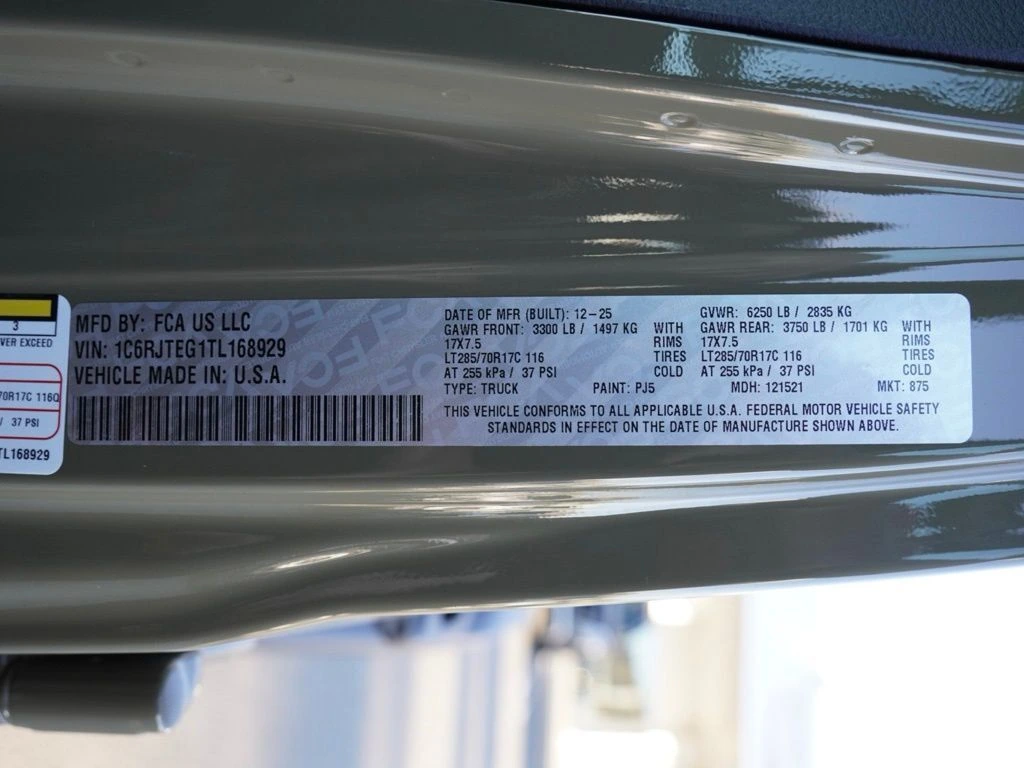 3
VER EXCEED
70R17C 116Q
/ 37 PSI
TL168929
MFD BY: FCA US LLC
VIN: 1C6RJTEG1TL168929
VEHICLE MADE IN: U.S.A.
DATE OF MFR (BUILT): 12-25
GAWR FRONT: 3300 LB / 1497 KG WITH
17X7.5 RIMS
LT285/70R17C 116 TIRES
AT 255 kPa / 37 PSI COLD
TYPE: TRUCK PAINT: PJ5
GVWR: 6250 LB / 2835 KG
GAWR REAR: 3750 LB / 1701 KG WITH
17X7.5 RIMS
LT285/70R17C 116 TIRES
AT 255 kPa / 37 PSI COLD
MDH: 121521 MKT: 875
THIS VEHICLE CONFORMS TO ALL APPLICABLE U.S.A. FEDERAL MOTOR VEHICLE SAFETY
STANDARDS IN EFFECT ON THE DATE OF MANUFACTURE SHOWN ABOVE.